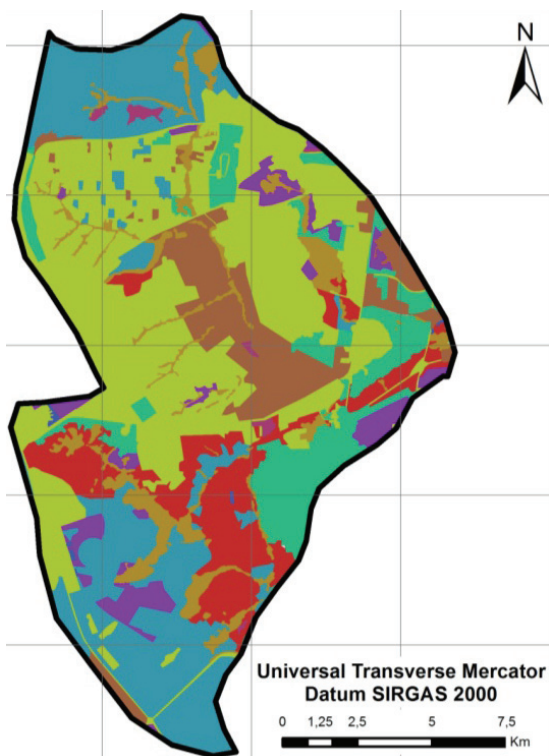 N
Universal Transverse Mercator
Datum SIRGAS 2000
0 1,25 2,5 5 7,5
Km